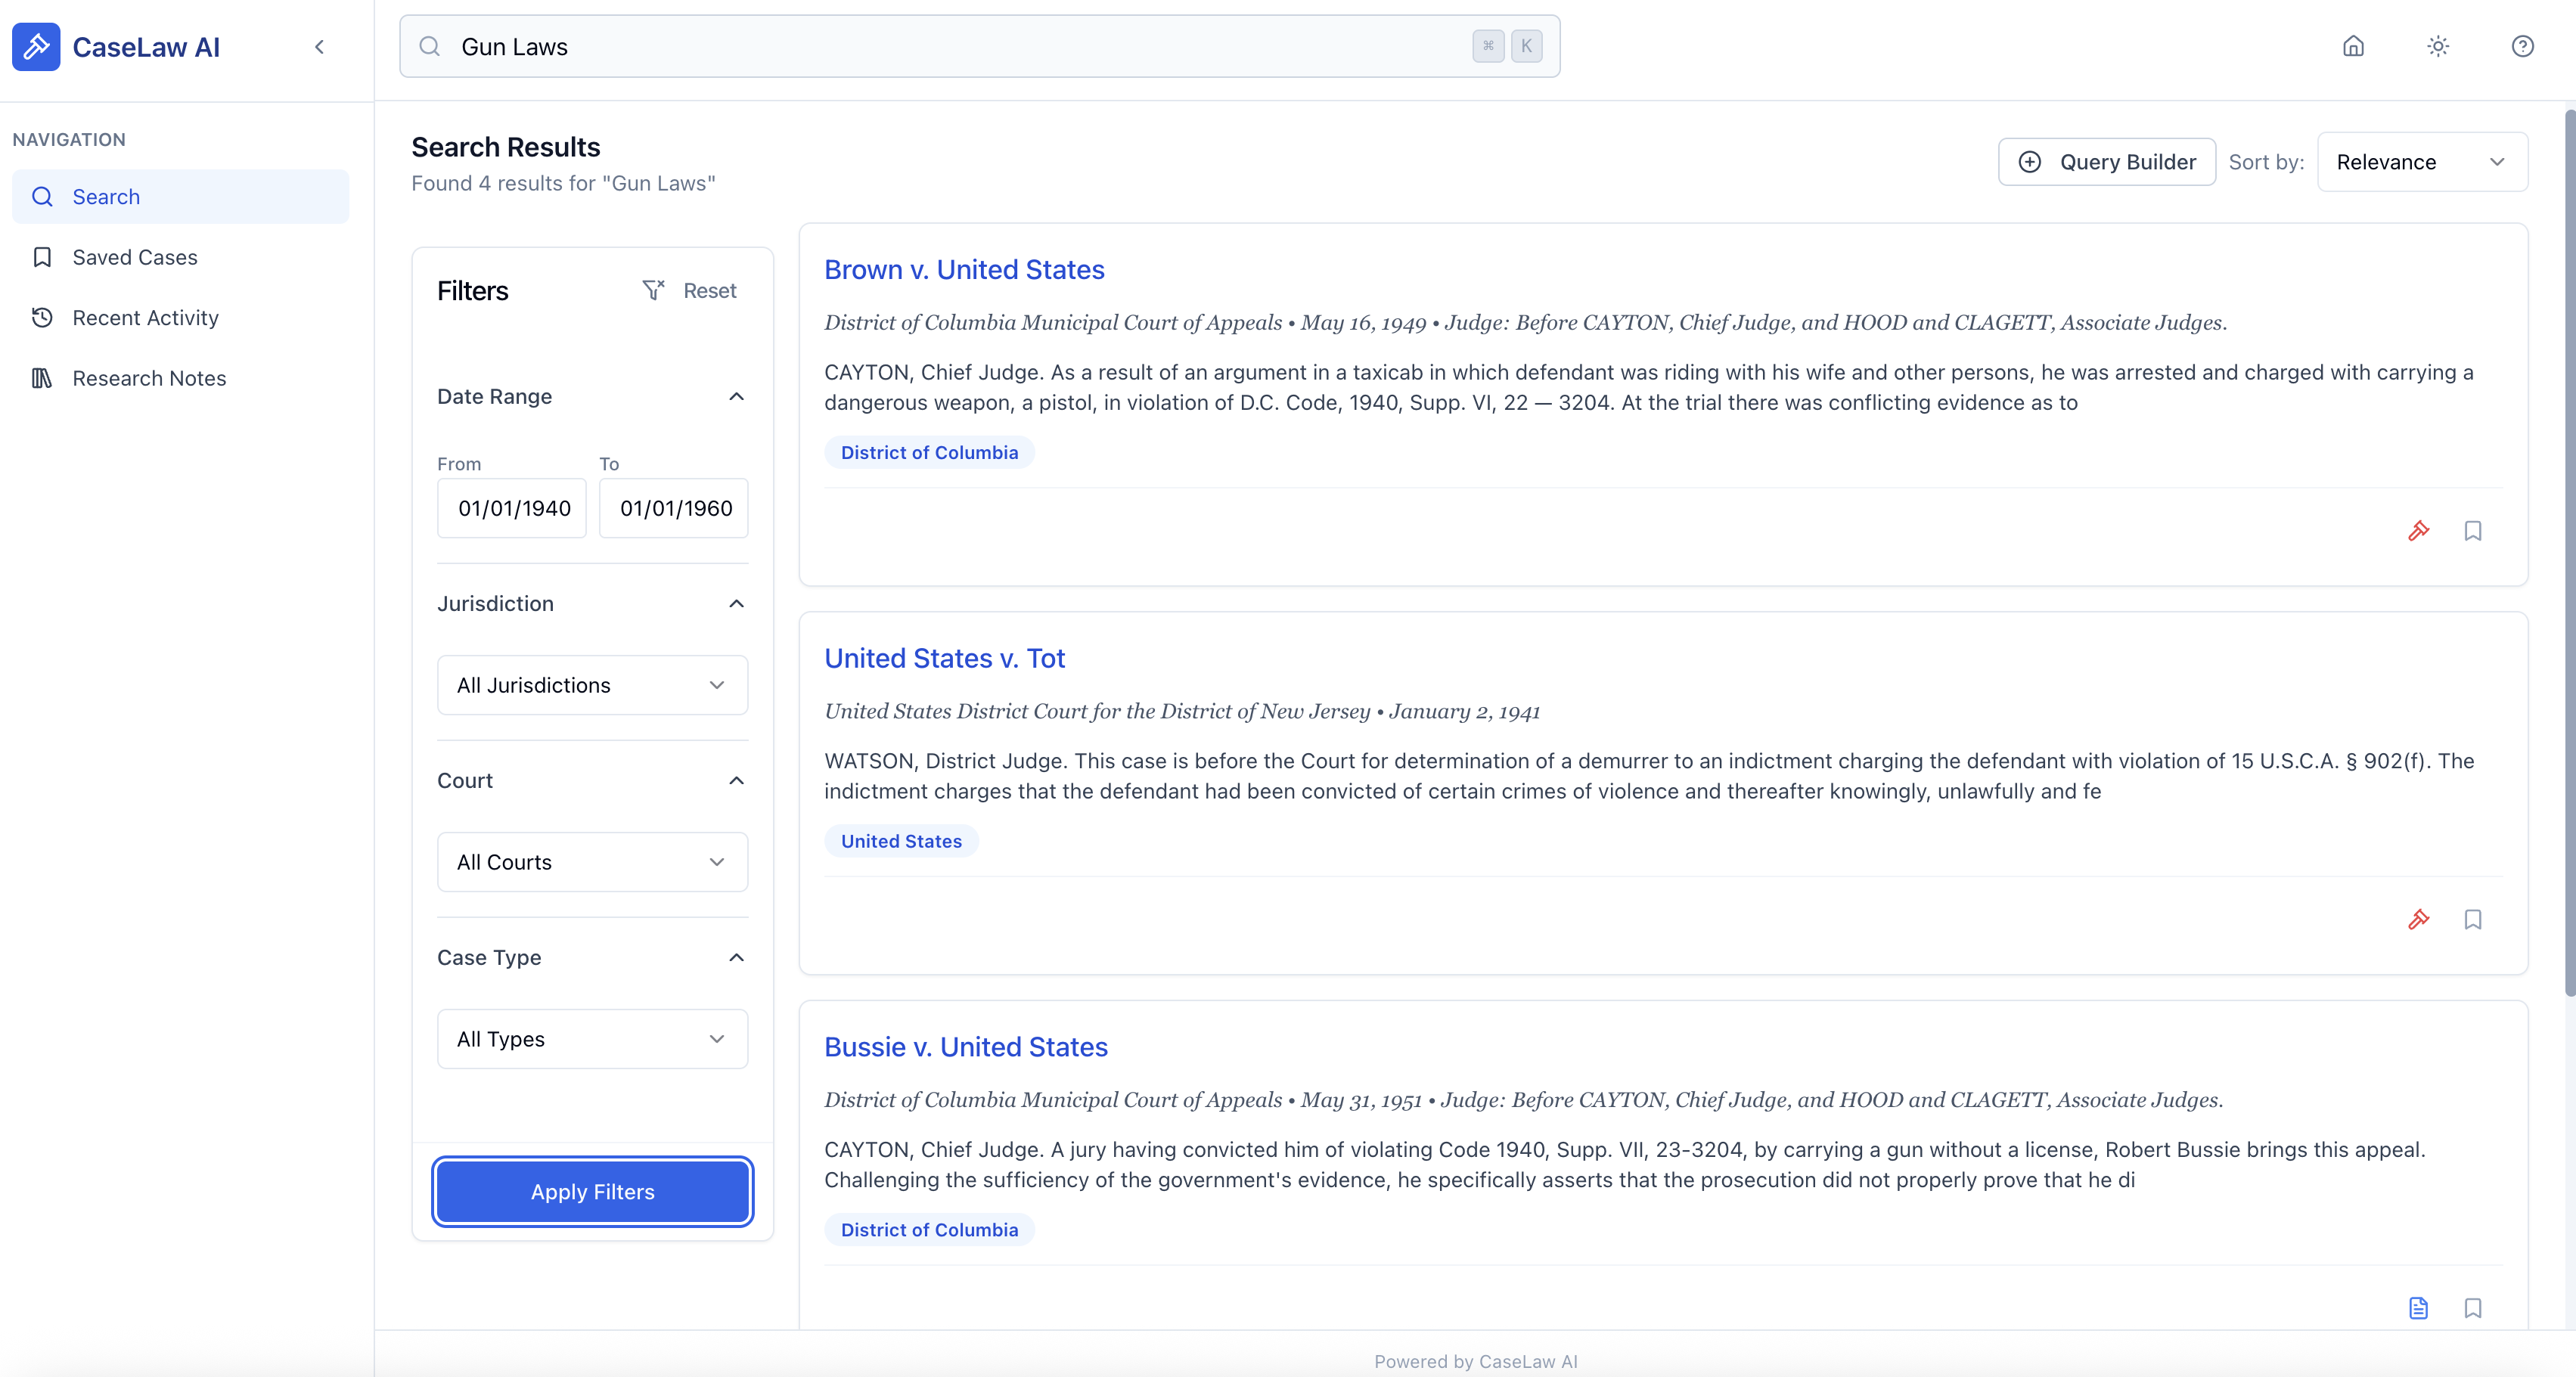 CaseLaw AI
Gun Laws
⌘ K
NAVIGATION
Search
Saved Cases
Recent Activity
Research Notes
Search Results
Found 4 results for "Gun Laws"
Query Builder
Sort by:
Relevance
Filters
Reset
Date Range
From To
01/01/1940 01/01/1960
Jurisdiction
All Jurisdictions
Court
All Courts
Case Type
All Types
Apply Filters
Brown v. United States
District of Columbia Municipal Court of Appeals • May 16, 1949 • Judge: Before CAYTON, Chief Judge, and HOOD and CLAGETT, Associate Judges.
CAYTON, Chief Judge. As a result of an argument in a taxicab in which defendant was riding with his wife and other persons, he was arrested and charged with carrying a
dangerous weapon, a pistol, in violation of D.C. Code, 1940, Supp. VI, 22 — 3204. At the trial there was conflicting evidence as to
District of Columbia
United States v. Tot
United States District Court for the District of New Jersey • January 2, 1941
WATSON, District Judge. This case is before the Court for determination of a demurrer to an indictment charging the defendant with violation of 15 U.S.C.A. § 902(f). The
indictment charges that the defendant had been convicted of certain crimes of violence and thereafter knowingly, unlawfully and fe
United States
Bussie v. United States
District of Columbia Municipal Court of Appeals • May 31, 1951 • Judge: Before CAYTON, Chief Judge, and HOOD and CLAGETT, Associate Judges.
CAYTON, Chief Judge. A jury having convicted him of violating Code 1940, Supp. VII, 23-3204, by carrying a gun without a license, Robert Bussie brings this appeal.
Challenging the sufficiency of the government's evidence, he specifically asserts that the prosecution did not properly prove that he di
District of Columbia
Powered by CaseLaw AI